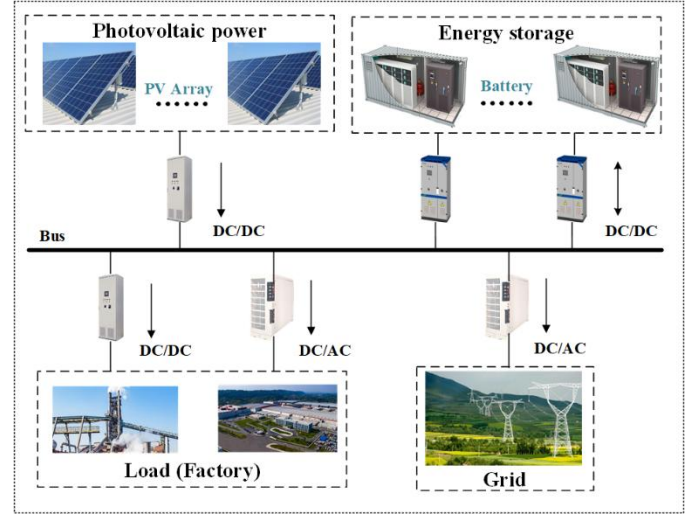 Photovoltaic power
Energy storage
PV Array
Battery
DC/DC
DC/DC
Bus
DC/DC
DC/AC
DC/AC
Load (Factory)
Grid